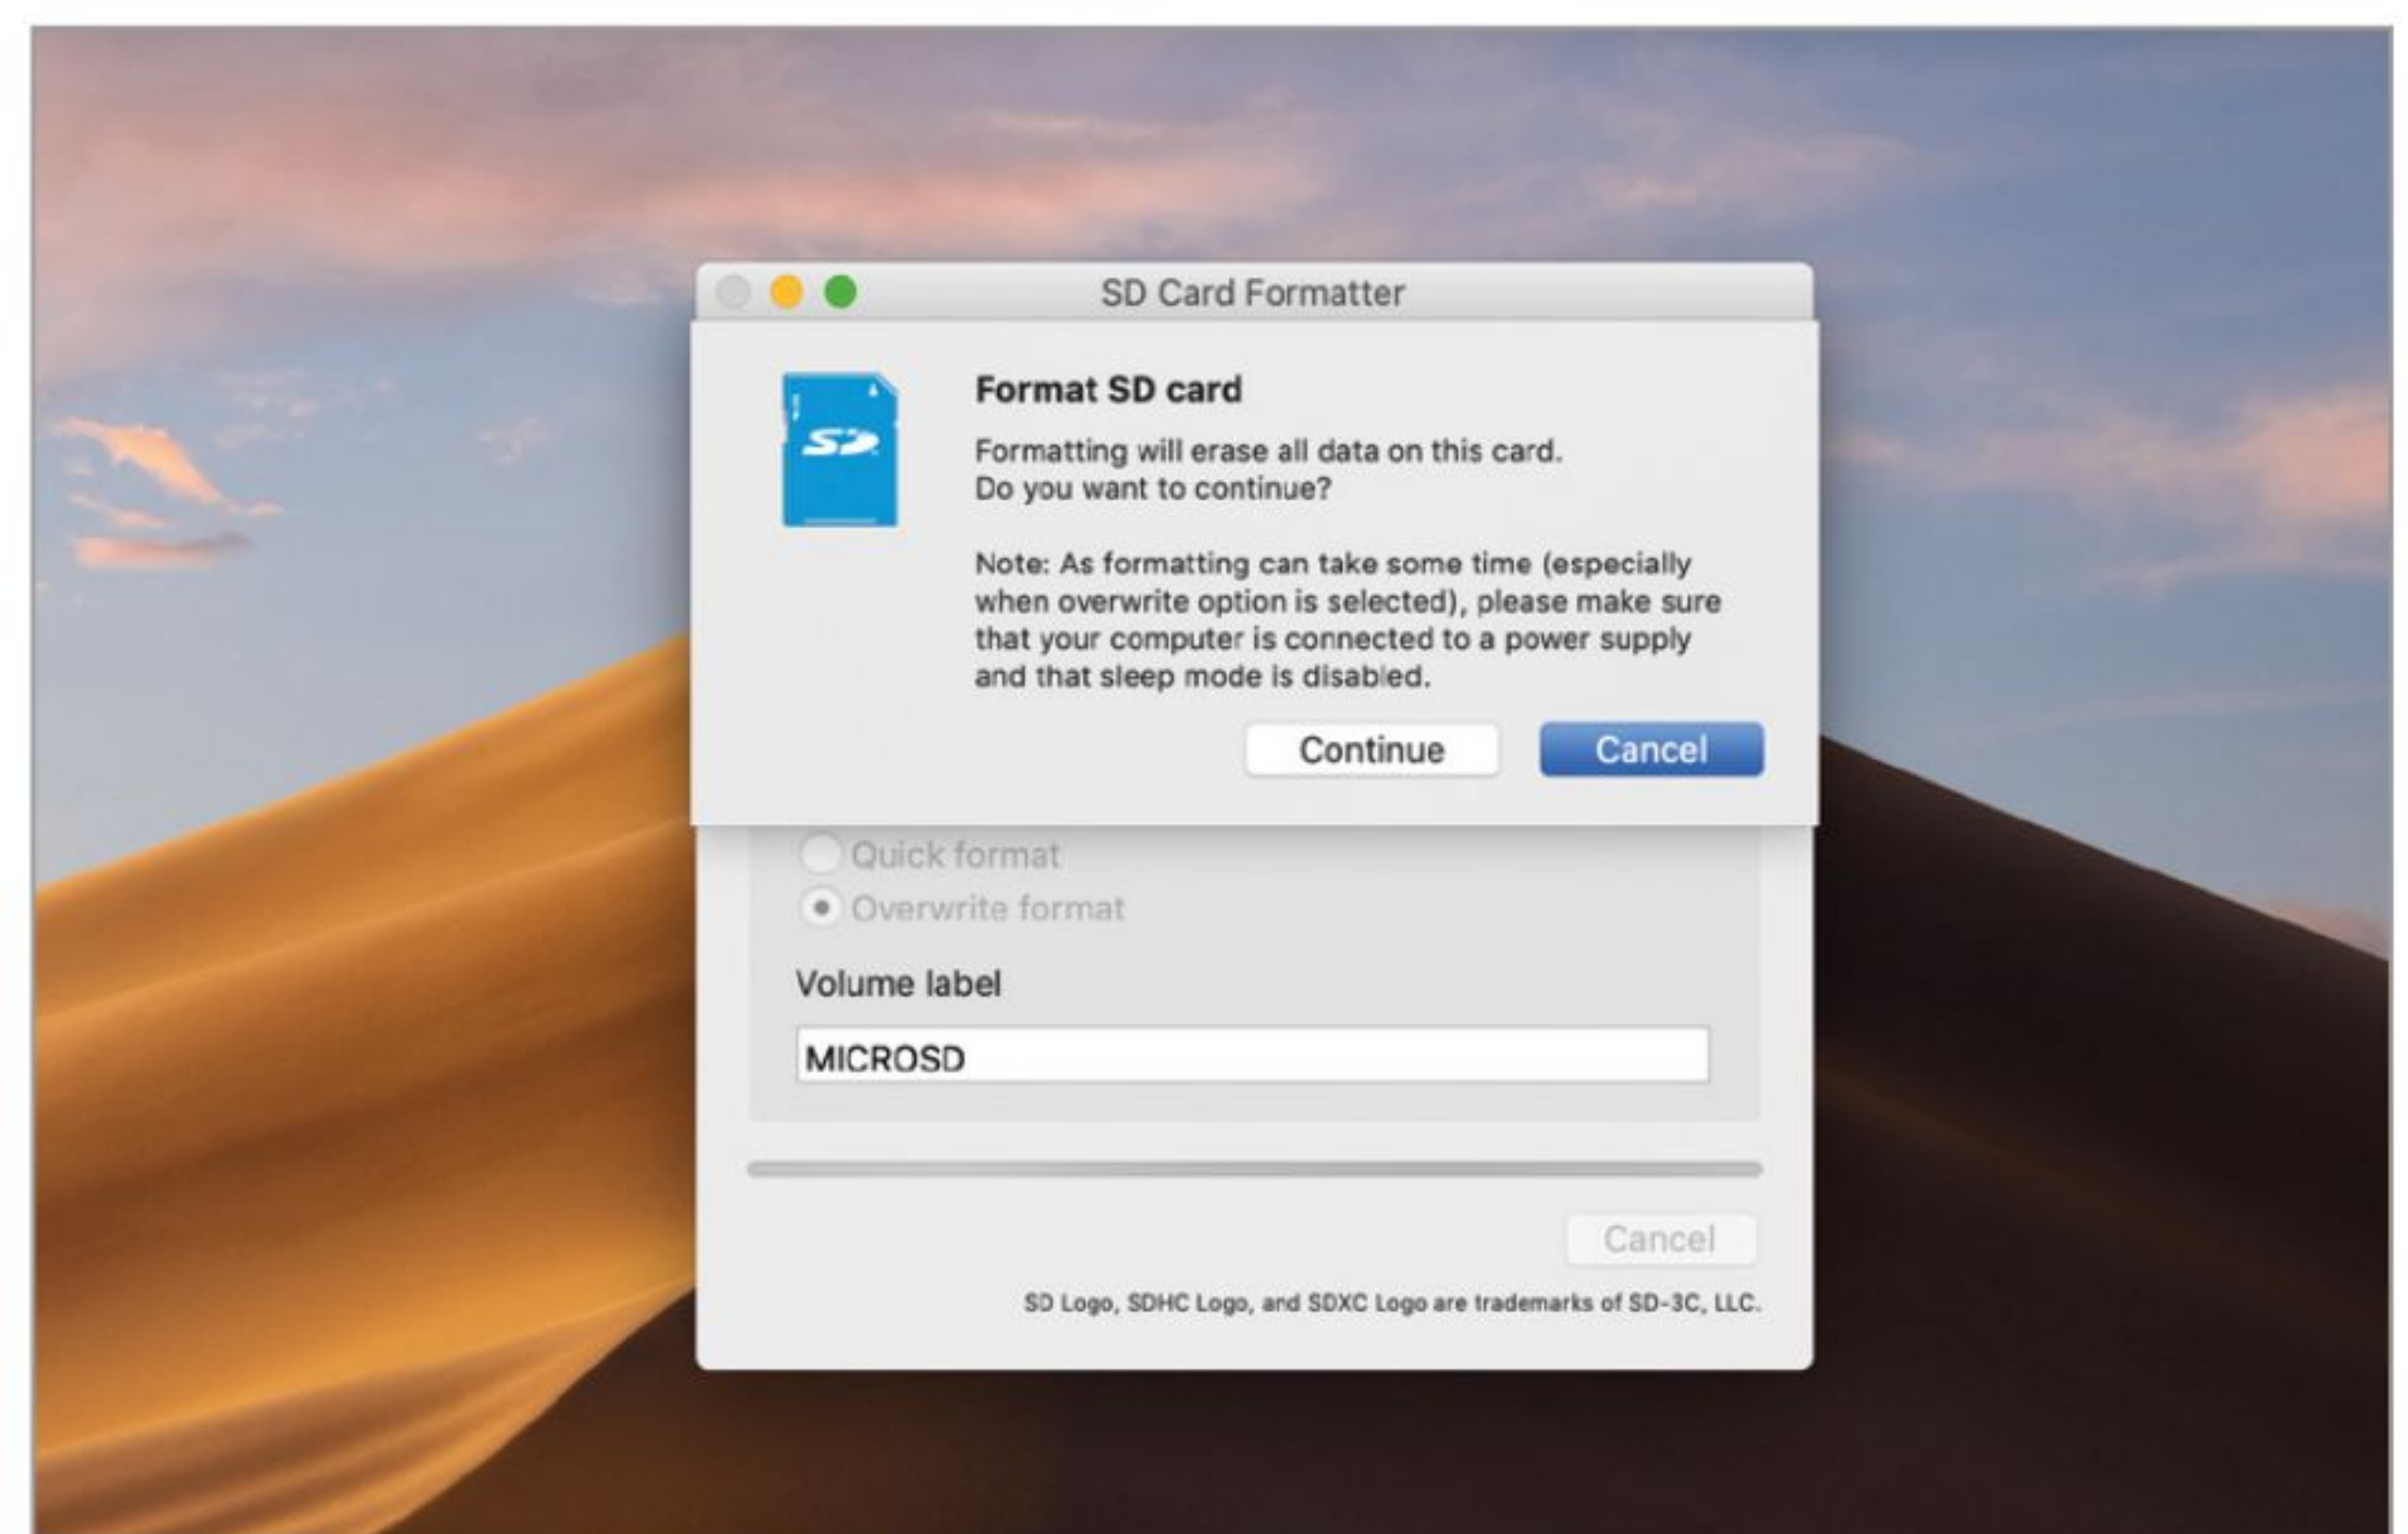 SD Card Formatter
SD
Format SD card
Formatting will erase all data on this card.
Do you want to continue?
Note: As formatting can take some time (especially
when overwrite option is selected), please make sure
that your computer is connected to a power supply
and that sleep mode is disabled.
Continue
Cancel
Quick format
Overwrite format
Volume label
MICROSD
Cancel
SD Logo, SDHC Logo, and SDXC Logo are trademarks of SD-3C, LLC.